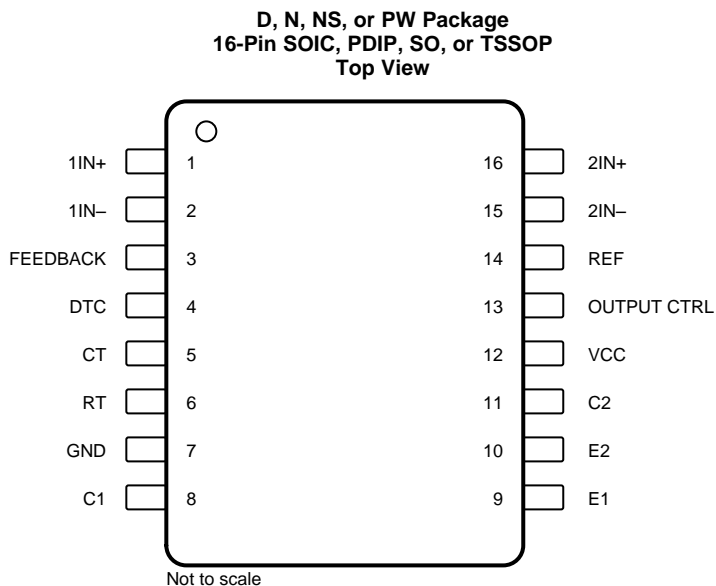 D, N, NS, or PW Package
16-Pin SOIC, PDIP, SO, or TSSOP
Top View
1IN+ 1 16 2IN+
1IN– 2 15 2IN–
FEEDBACK 3 14 REF
DTC 4 13 OUTPUT CTRL
CT 5 12 VCC
RT 6 11 C2
GND 7 10 E2
C1 8 9 E1
Not to scale